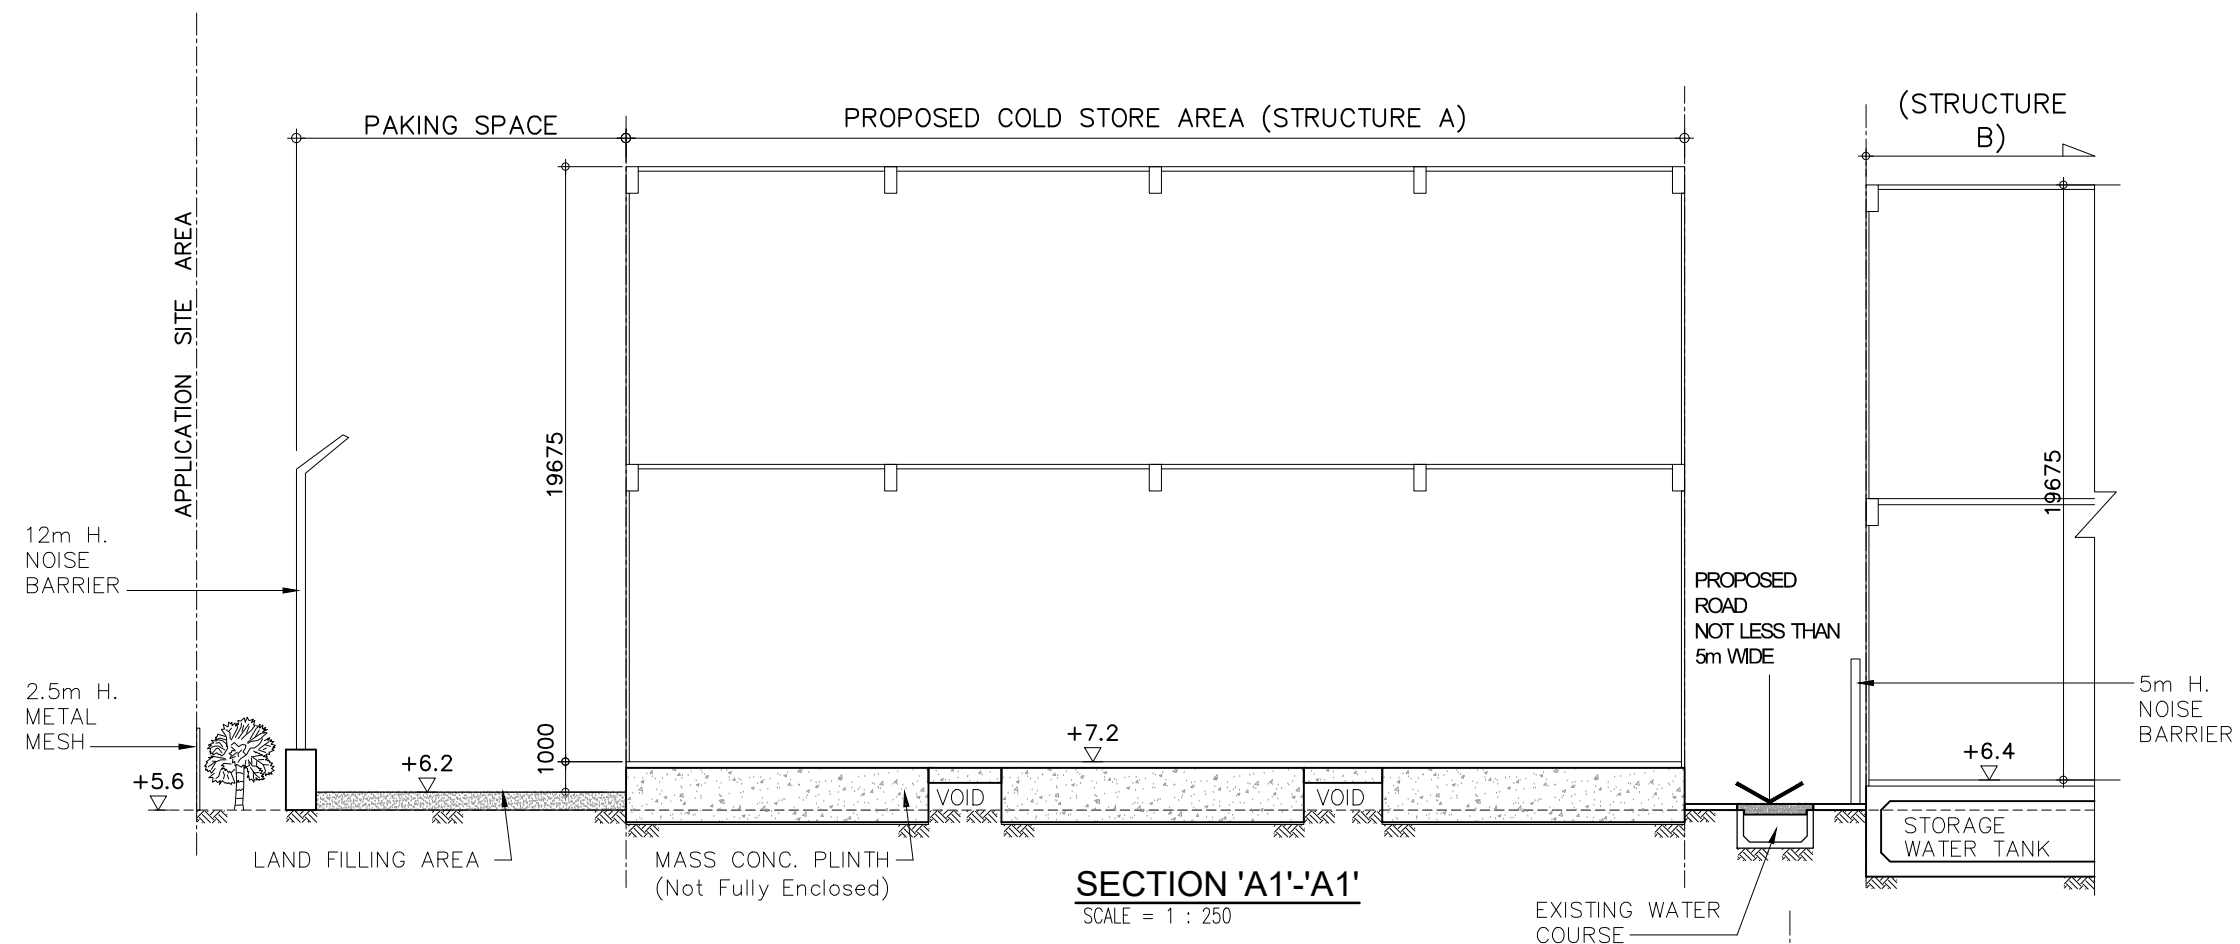 PAKING SPACE
PROPOSED COLD STORE AREA (STRUCTURE A)
(STRUCTURE
B)
APPLICATION SITE AREA
19675
19675
12m H.
NOISE
BARRIER
PROPOSED
ROAD
NOT LESS THAN
5m WIDE
2.5m H.
METAL
MESH
5m H.
NOISE
BARRIER
1000
+7.2
+6.4
+6.2
+5.6
VOID
VOID
STORAGE
WATER TANK
LAND FILLING AREA
MASS CONC. PLINTH
(Not Fully Enclosed)
SECTION 'A1'-'A1'
SCALE = 1 : 250
EXISTING WATER
COURSE